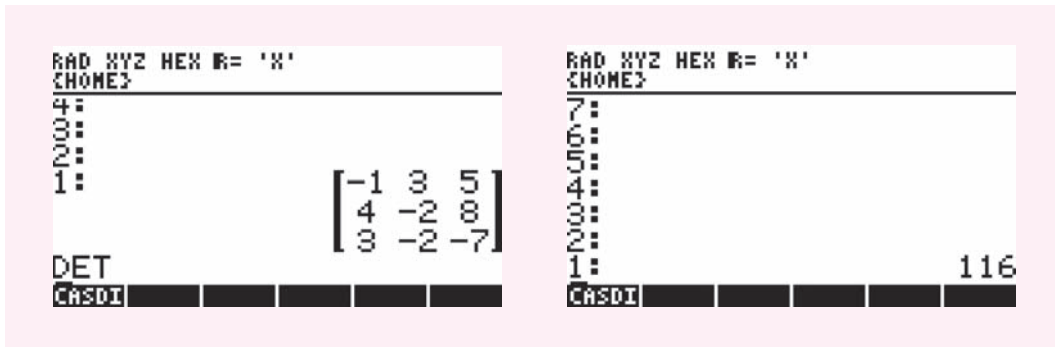 RAD XYZ HEX R= 'X'
{HOME}
4:
3:
2:
1:
-1 3 5
4 -2 8
3 -2 -7
DET
CASDI
RAD XYZ HEX R= 'X'
{HOME}
7:
6:
5:
4:
3:
2:
1: 116
CASDI